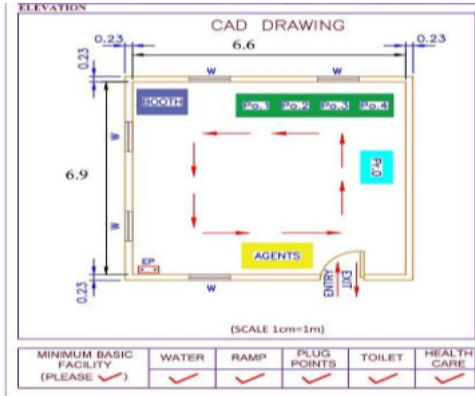 ELEVATION
CAD DRAWING
0.23
6.6
0.23
0.23
W
W
BOOTH
Po.1
Po.2
Po.3
Po.4
W
6.9
Pr.O
W
AGENTS
EP
0.23
W
ENTRY
EXIT
(SCALE 1cm=1m)
MINIMUM BASIC FACILITY (PLEASE ✓)
WATER
RAMP
PLUG POINTS
TOILET
HEALTH CARE